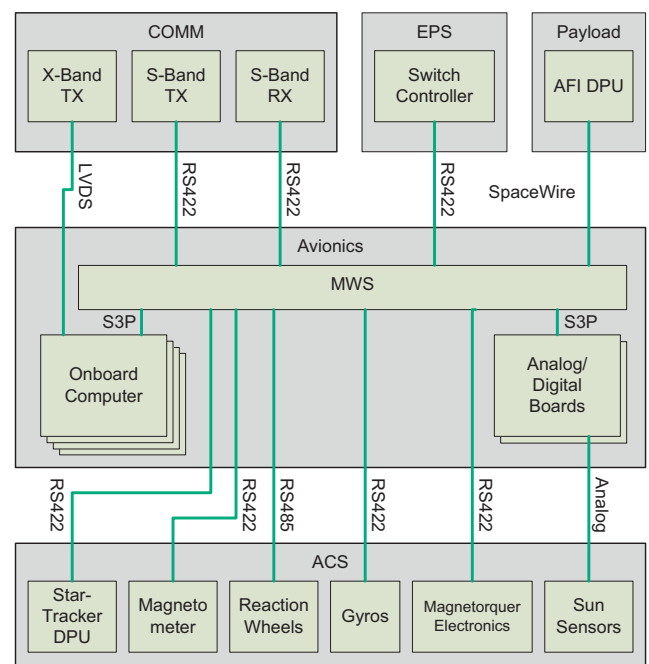 COMM
EPS
Payload
X-Band
TX
S-Band
TX
S-Band
RX
Switch
Controller
AFI DPU
LVDS
RS422
RS422
RS422
SpaceWire
Avionics
MWS
S3P
S3P
Onboard
Computer
Analog/
Digital
Boards
RS422
RS422
RS485
RS422
RS422
Analog
ACS
Star-
Tracker
DPU
Magneto
meter
Reaction
Wheels
Gyros
Magnetorquer
Electronics
Sun
Sensors